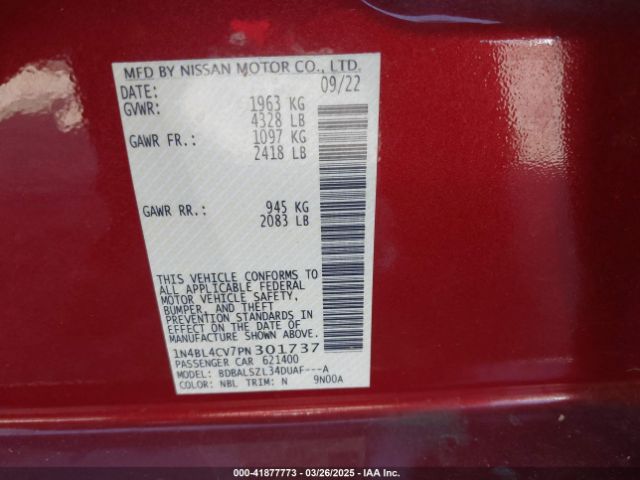 MFD BY NISSAN MOTOR CO., LTD.
DATE: 09/22
GVWR: 1963 KG
4328 LB
GAWR FR.: 1097 KG
2418 LB
GAWR RR.: 945 KG
2083 LB
THIS VEHICLE CONFORMS TO
ALL APPLICABLE FEDERAL
MOTOR VEHICLE SAFETY,
BUMPER, AND THEFT
PREVENTION STANDARDS IN
EFFECT ON THE DATE OF
MANUFACTURE SHOWN ABOVE.
1N4BL4CV7PN301737
PASSENGER CAR 621400
MODEL: BDBALSZL34DUAF---A
COLOR: NBL TRIM: N 9N00A
000-41877773 | 03/26/2025 | IAA Inc.